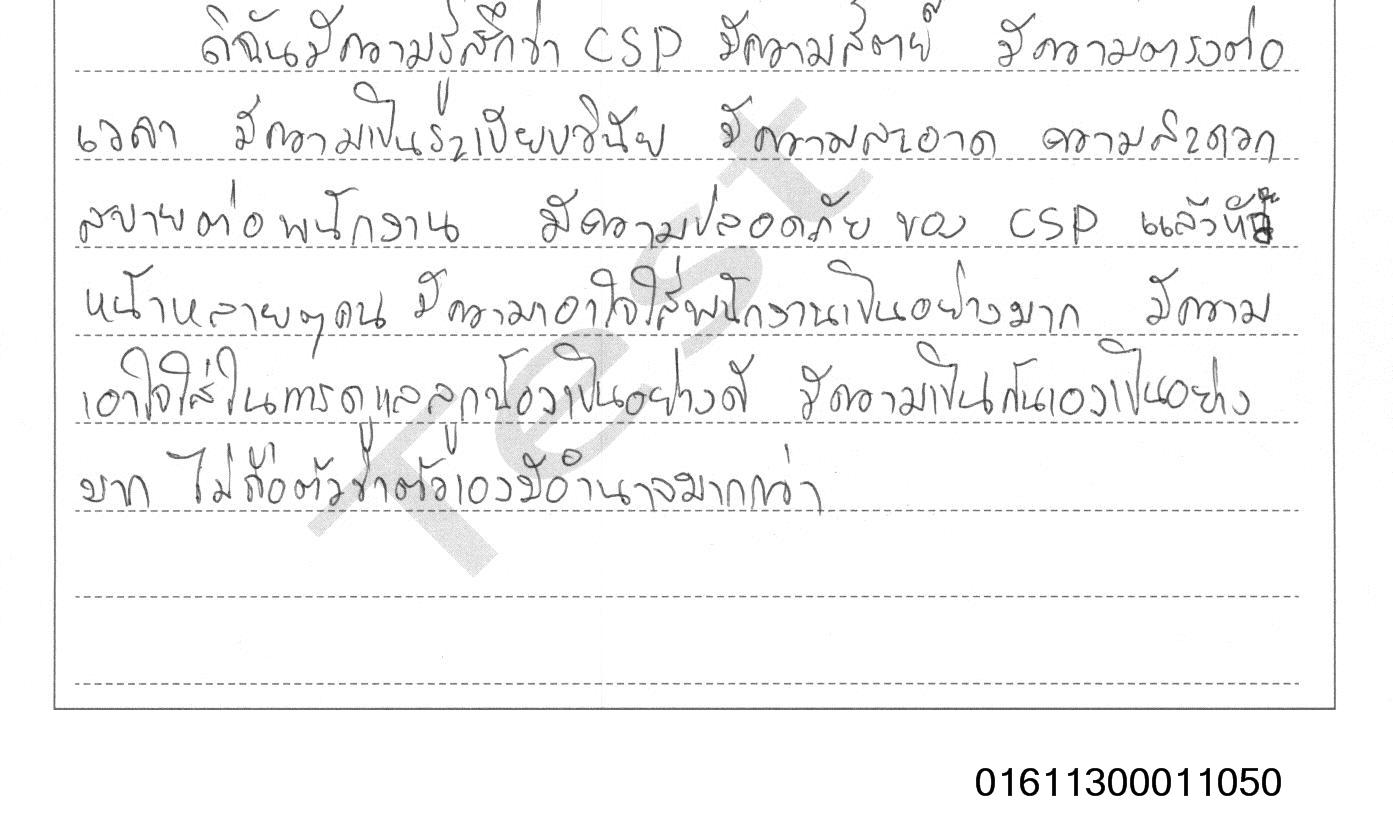 ดิฉันมีความรู้สึกว่า CSP มีความสัตย์ มีความตรงต่อ
เวลา มีความเป็นระเบียบวินัย มีความสะอาด ความสะดวก
สบายต่อพนักงาน มีความปลอดภัย ของ CSP แล้วหัว
หน้าหลายๆคน มีความเอาใจใส่พนักงานเป็นอย่างมาก มีความ
เอาใจใส่ในการดูแลลูกน้องเป็นอย่างดี มีความเป็นกันเองเป็นอย่าง
มาก ไม่ถือตัวว่าตัวเองมีอำนาจมากกว่า
Test
01611300011050